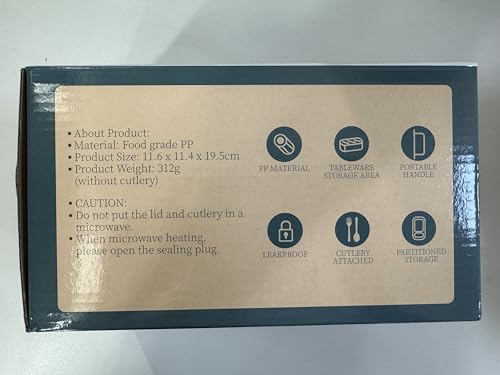 • About Product:
• Material: Food grade PP
• Product Size: 11.6 x 11.4 x 19.5cm
• Product Weight: 312g
(without cutlery)
• CAUTION:
• Do not put the lid and cutlery in a
microwave.
• When microwave heating,
please open the sealing plug.
PP MATERIAL
TABLEWARE
STORAGE AREA
PORTABLE
HANDLE
LEAKPROOF
CUTLERY
ATTACHED
PARTITIONED
STORAGE